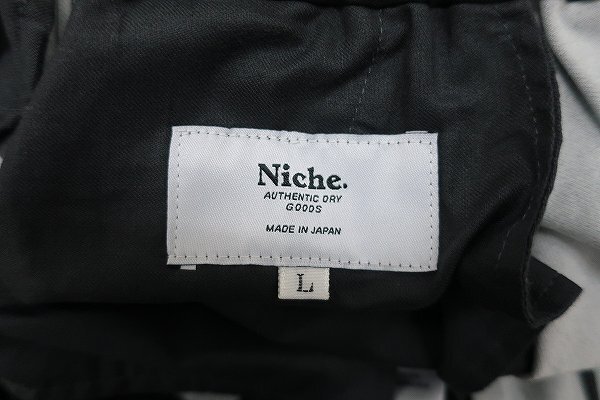 Niche.
AUTHENTIC DRY
GOODS
MADE IN JAPAN
L